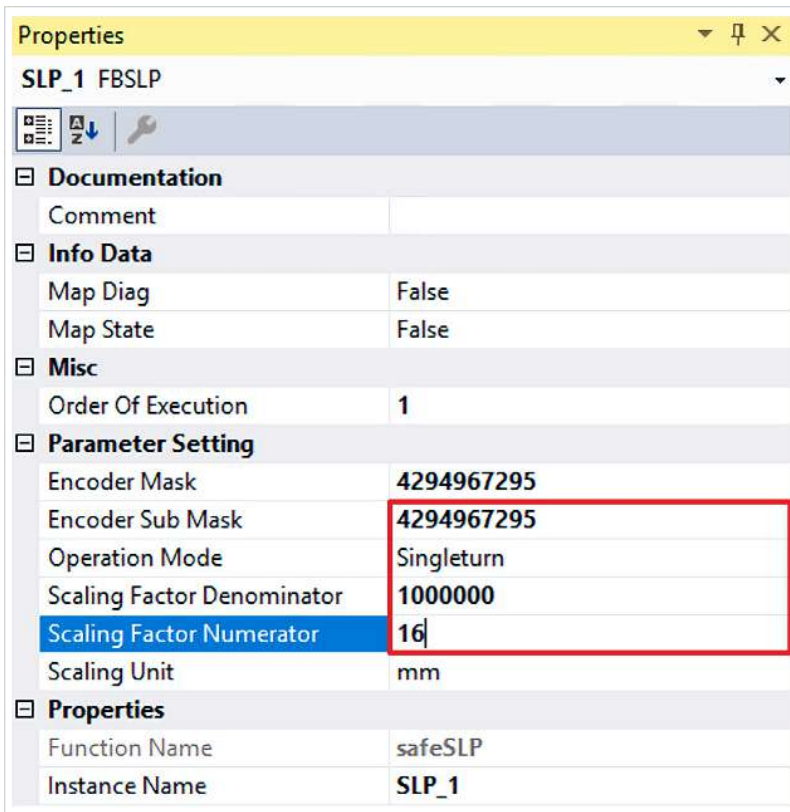 Properties
SLP_1 FBSLP
Documentation
Comment
Info Data
Map Diag False
Map State False
Misc
Order Of Execution 1
Parameter Setting
Encoder Mask 4294967295
Encoder Sub Mask 4294967295
Operation Mode Singleturn
Scaling Factor Denominator 1000000
Scaling Factor Numerator 16
Scaling Unit mm
Properties
Function Name safeSLP
Instance Name SLP_1